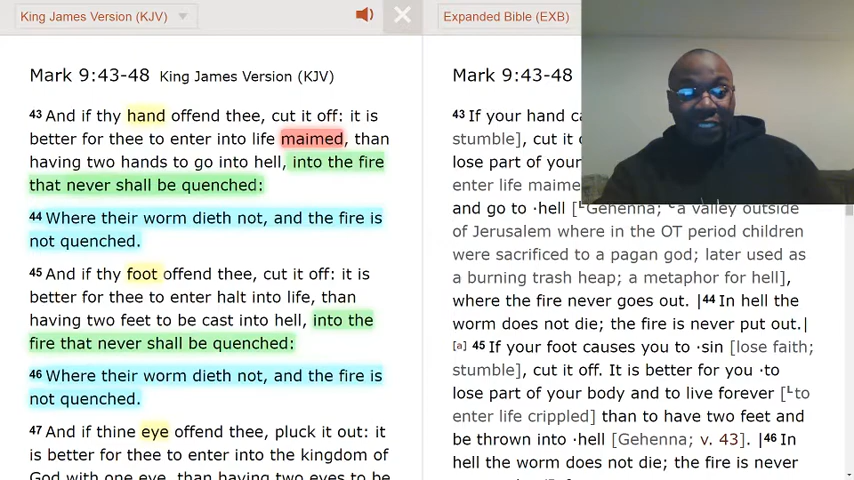 King James Version (KJV)
Expanded Bible (EXB)
Mark 9:43-48 King James Version (KJV)
43 And if thy hand offend thee, cut it off: it is
better for thee to enter into life maimed, than
having two hands to go into hell, into the fire
that never shall be quenched:
44 Where their worm dieth not, and the fire is
not quenched.
45 And if thy foot offend thee, cut it off: it is
better for thee to enter halt into life, than
having two feet to be cast into hell, into the
fire that never shall be quenched:
46 Where their worm dieth not, and the fire is
not quenched.
47 And if thine eye offend thee, pluck it out: it
is better for thee to enter into the kingdom of
God with one eye, than having two eyes to be
Mark 9:43-48
43 If your hand
stumble], cut it
lose part of your
enter life
and go to ·hell [Gehenna; a valley outside
of Jerusalem where in the OT period children
were sacrificed to a pagan god; later used as
a burning trash heap; a metaphor for hell],
where the fire never goes out. |44 In hell the
worm does not die; the fire is never put out.|
[a] 45 If your foot causes you to ·sin [lose faith;
stumble], cut it off. It is better for you ·to
lose part of your body and to live forever [Lto
enter life crippled] than to have two feet and
be thrown into ·hell [Gehenna; v. 43]. |46 In
hell the worm does not die; the fire is never